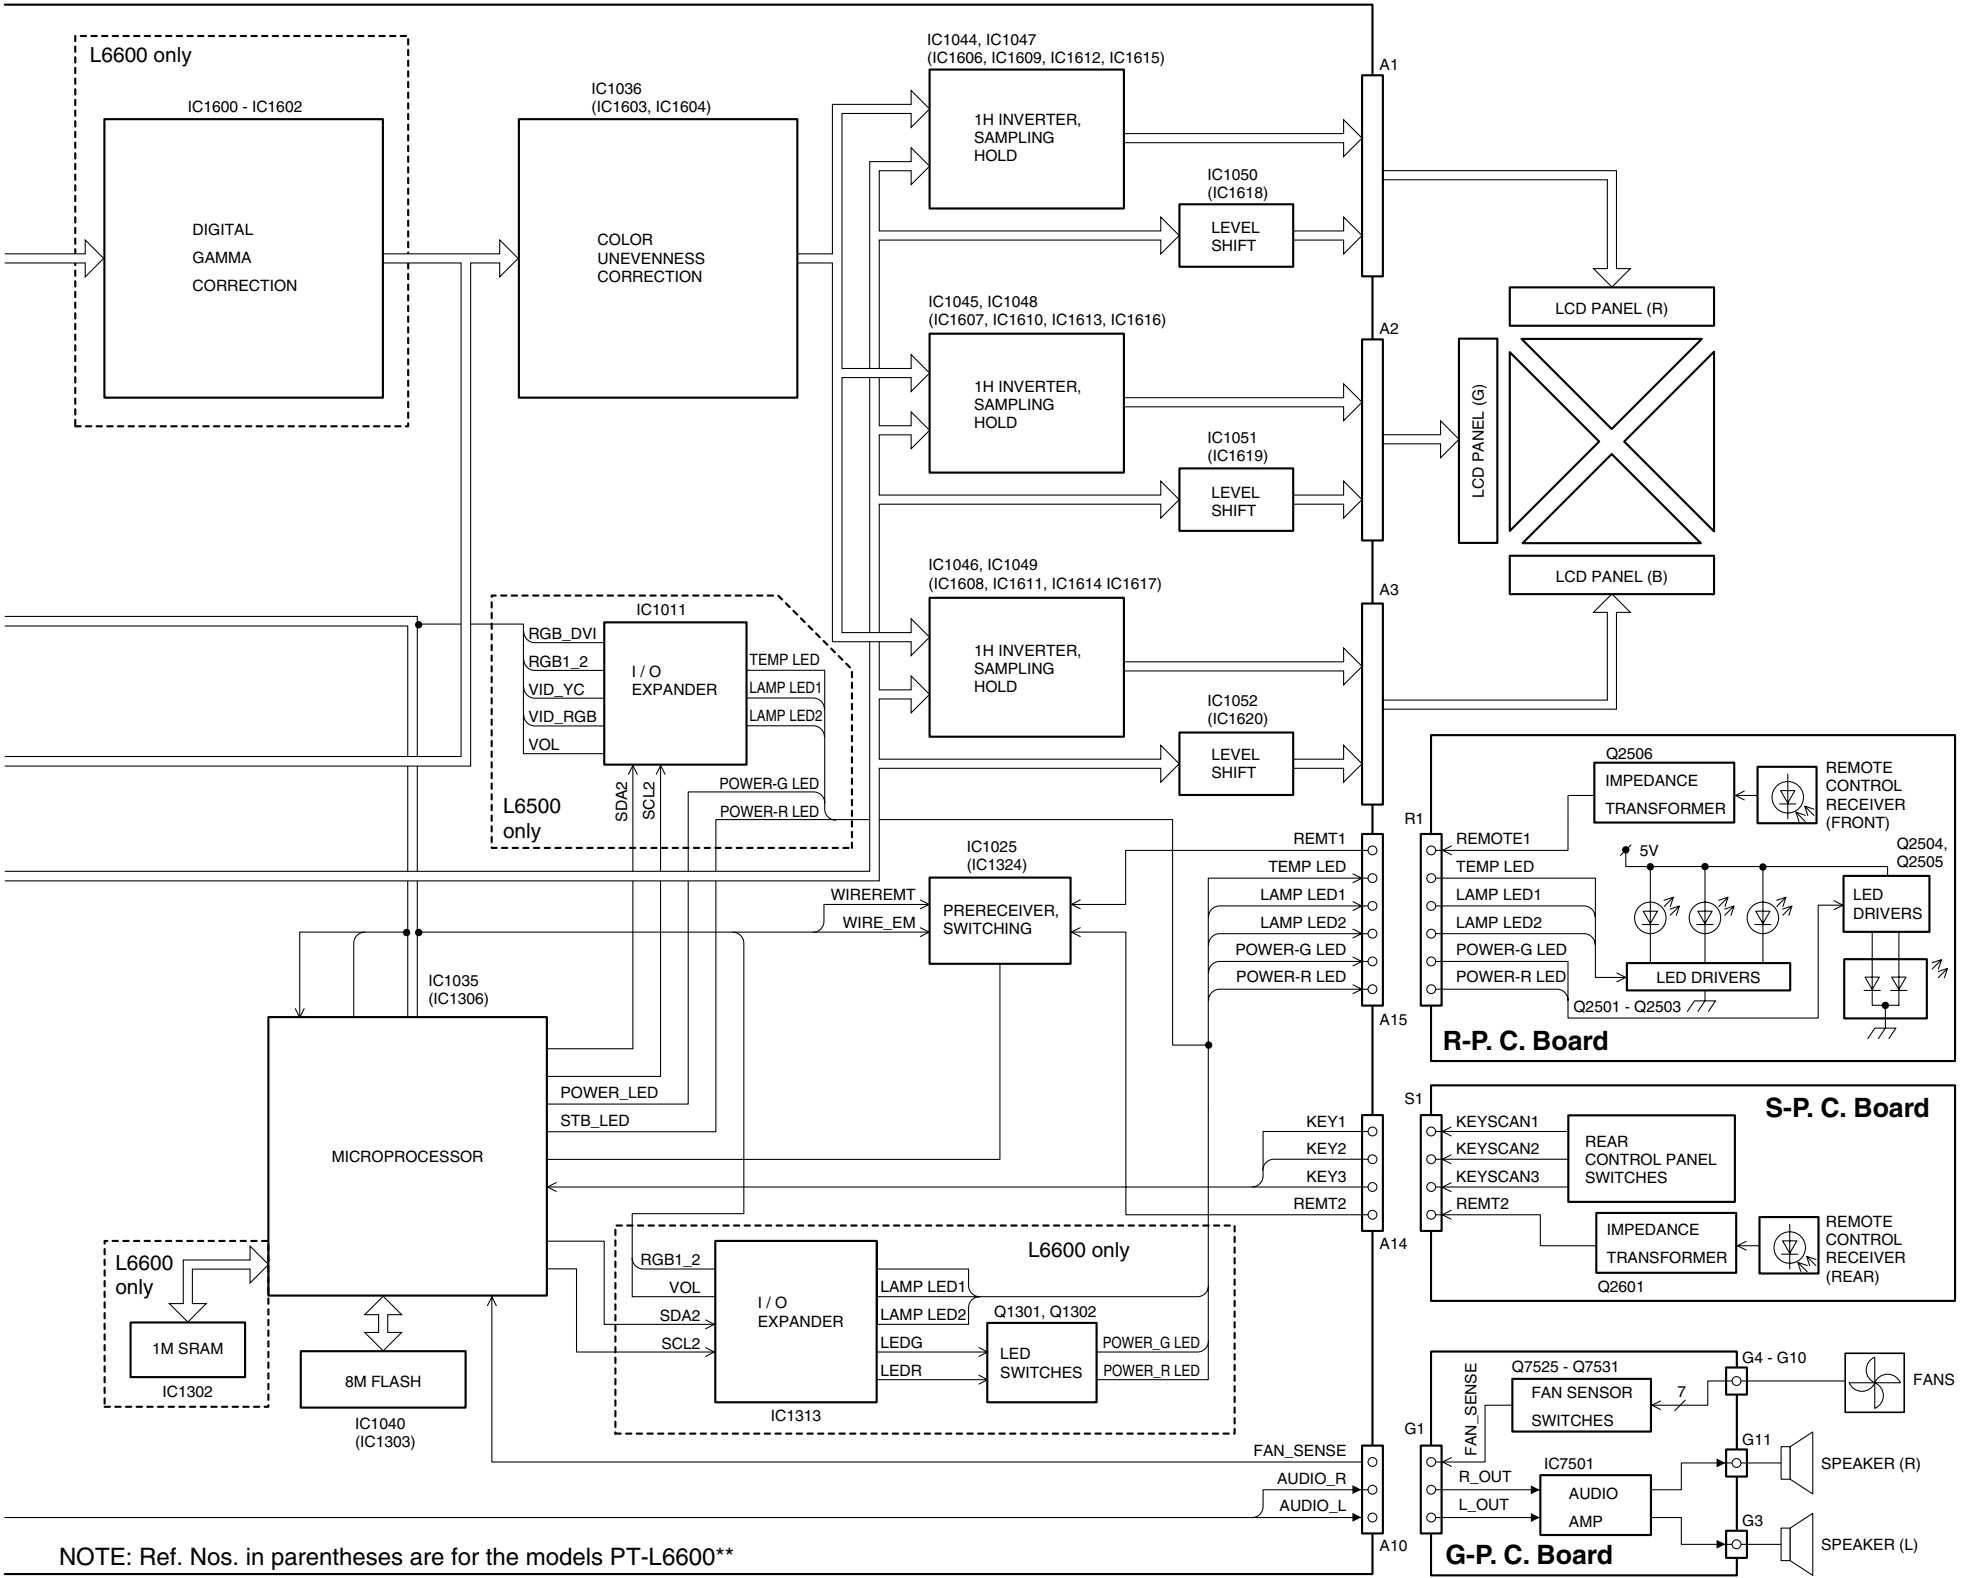 L6600 only
IC1600 - IC1602
DIGITAL
GAMMA
CORRECTION
IC1036
(IC1603, IC1604)
COLOR
UNEVENNESS
CORRECTION
IC1044, IC1047
(IC1606, IC1609, IC1612, IC1615)
1H INVERTER,
SAMPLING
HOLD
IC1050
(IC1618)
LEVEL
SHIFT
A1
IC1045, IC1048
(IC1607, IC1610, IC1613, IC1616)
1H INVERTER,
SAMPLING
HOLD
IC1051
(IC1619)
LEVEL
SHIFT
A2
IC1046, IC1049
(IC1608, IC1611, IC1614 IC1617)
1H INVERTER,
SAMPLING
HOLD
IC1052
(IC1620)
LEVEL
SHIFT
A3
LCD PANEL (R)
LCD PANEL (G)
LCD PANEL (B)
IC1011
RGB_DVI
RGB1_2
VID_YC
VID_RGB
VOL
I / O
EXPANDER
TEMP LED
LAMP LED1
LAMP LED2
POWER-G LED
POWER-R LED
SDA2
SCL2
L6500
only
IC1025
(IC1324)
WIREREMT
WIRE_EM
PRERECEIVER,
SWITCHING
REMT1
TEMP LED
LAMP LED1
LAMP LED2
POWER-G LED
POWER-R LED
A15
R1
REMOTE1
TEMP LED
LAMP LED1
LAMP LED2
POWER-G LED
POWER-R LED
Q2506
IMPEDANCE
TRANSFORMER
REMOTE
CONTROL
RECEIVER
(FRONT)
5V
Q2504,
Q2505
LED
DRIVERS
LED DRIVERS
Q2501 - Q2503
R-P. C. Board
IC1035
(IC1306)
MICROPROCESSOR
POWER_LED
STB_LED
KEY1
KEY2
KEY3
REMT2
A14
S1
KEYSCAN1
KEYSCAN2
KEYSCAN3
REMT2
S-P. C. Board
REAR
CONTROL PANEL
SWITCHES
IMPEDANCE
TRANSFORMER
Q2601
REMOTE
CONTROL
RECEIVER
(REAR)
L6600
only
1M SRAM
IC1302
8M FLASH
IC1040
(IC1303)
L6600 only
RGB1_2
VOL
SDA2
SCL2
I / O
EXPANDER
IC1313
LAMP LED1
LAMP LED2
LEDG
LEDR
Q1301, Q1302
LED
SWITCHES
POWER_G LED
POWER_R LED
FAN_SENSE
AUDIO_R
AUDIO_L
A10
G1
FAN_SENSE
R_OUT
L_OUT
Q7525 - Q7531
FAN SENSOR
SWITCHES
7
G4 - G10
FANS
IC7501
AUDIO
AMP
G11
SPEAKER (R)
G3
SPEAKER (L)
G-P. C. Board
NOTE: Ref. Nos. in parentheses are for the models PT-L6600**